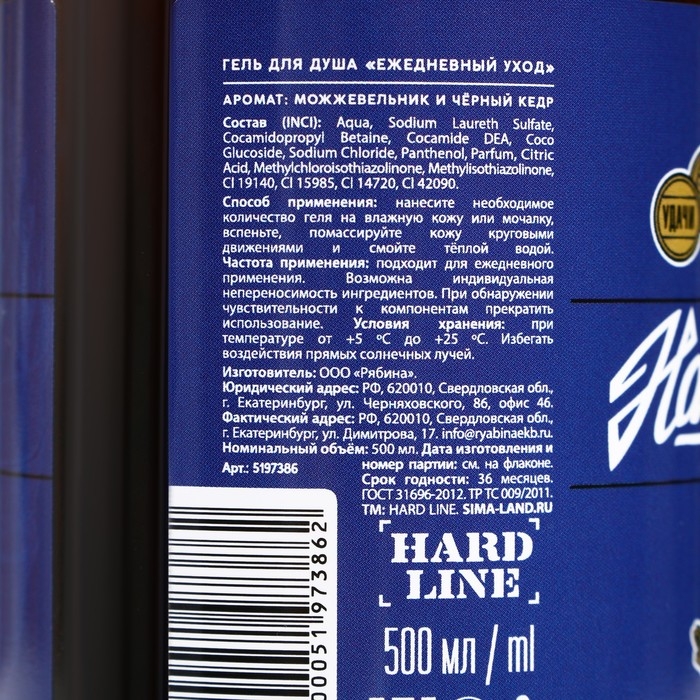 ГЕЛЬ ДЛЯ ДУША «ЕЖЕДНЕВНЫЙ УХОД»
АРОМАТ: МОЖЖЕВЕЛЬНИК И ЧЁРНЫЙ КЕДР
Состав (INCI): Aqua, Sodium Laureth Sulfate,
Cocamidopropyl Betaine, Cocamide DEA, Coco
Glucoside, Sodium Chloride, Panthenol, Parfum, Citric
Acid, Methylchloroisothiazolinone, Methylisothiazolinone,
Cl 19140, Cl 15985, Cl 14720, Cl 42090.
Способ применения: нанесите необходимое
количество геля на влажную кожу или мочалку,
вспеньте, помассируйте кожу круговыми
движениями и смойте тёплой водой.
Частота применения: подходит для ежедневного
применения. Возможна индивидуальная
непереносимость ингредиентов. При обнаружении
чувствительности к компонентам прекратить
использование. Условия хранения: при
температуре от +5 ºС до +25 ºС. Избегать
воздействия прямых солнечных лучей.
Изготовитель: ООО «Рябина».
Юридический адрес: РФ, 620010, Свердловская обл.,
г. Екатеринбург, ул. Черняховского, 86, офис 46.
Фактический адрес: РФ, 620010, Свердловская обл.,
г. Екатеринбург, ул. Димитрова, 17. info@ryabinaekb.ru.
Номинальный объём: 500 мл. Дата изготовления и
номер партии: см. на флаконе.
Арт.: 5197386
Срок годности: 36 месяцев.
ГОСТ 31696-2012. ТР ТС 009/2011.
ТМ: HARD LINE. SIMA-LAND.RU
HARD
LINE
500 мл / ml
00051973862
УДАЧИ